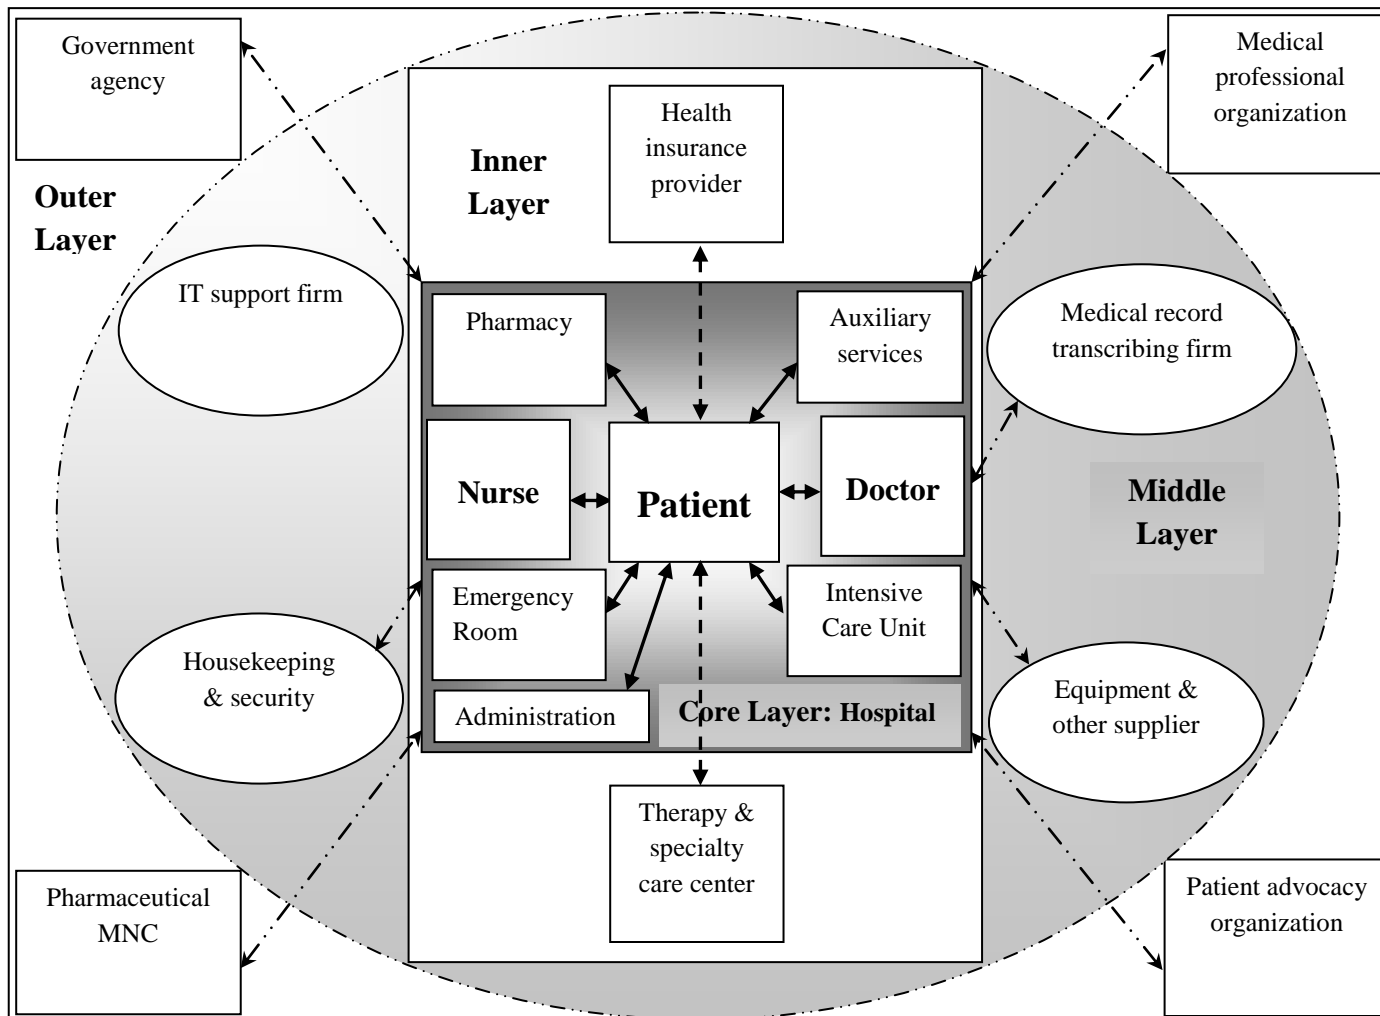 Government
agency
Medical
professional
organization
Health
insurance
provider
Inner
Layer
Outer
Layer
IT support firm
Pharmacy
Auxiliary
services
Medical record
transcribing firm
Nurse
Patient
Doctor
Middle
Layer
Emergency
Room
Intensive
Care Unit
Housekeeping
& security
Administration
Core Layer: Hospital
Equipment &
other supplier
Therapy &
specialty
care center
Pharmaceutical
MNC
Patient advocacy
organization